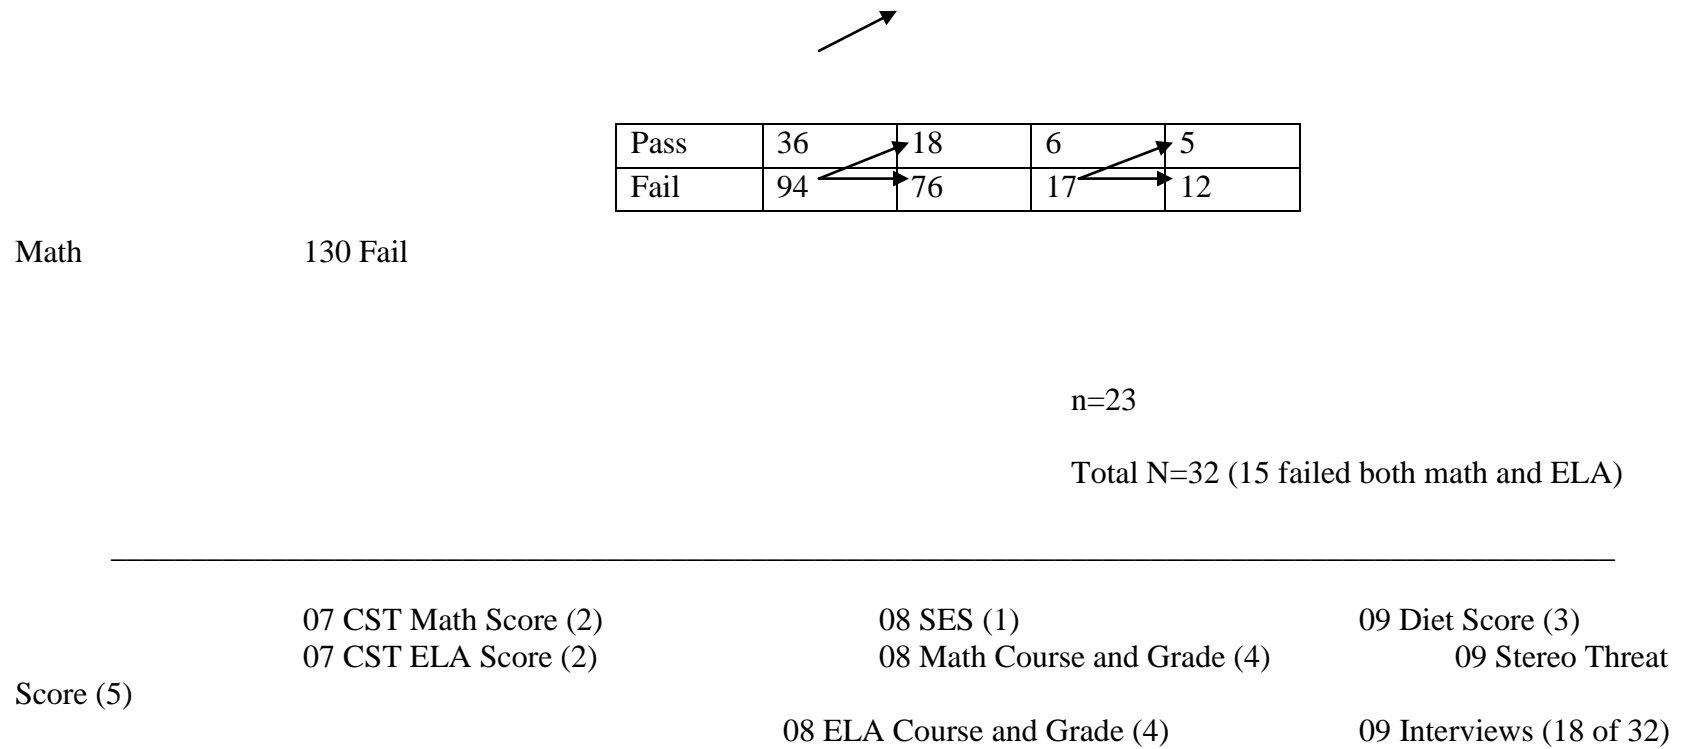 Pass 36 18 6 5
Fail 94 76 17 12
Math 130 Fail
n=23
Total N=32 (15 failed both math and ELA)
07 CST Math Score (2) 08 SES (1) 09 Diet Score (3)
07 CST ELA Score (2) 08 Math Course and Grade (4) 09 Stereo Threat
Score (5)
08 ELA Course and Grade (4) 09 Interviews (18 of 32)